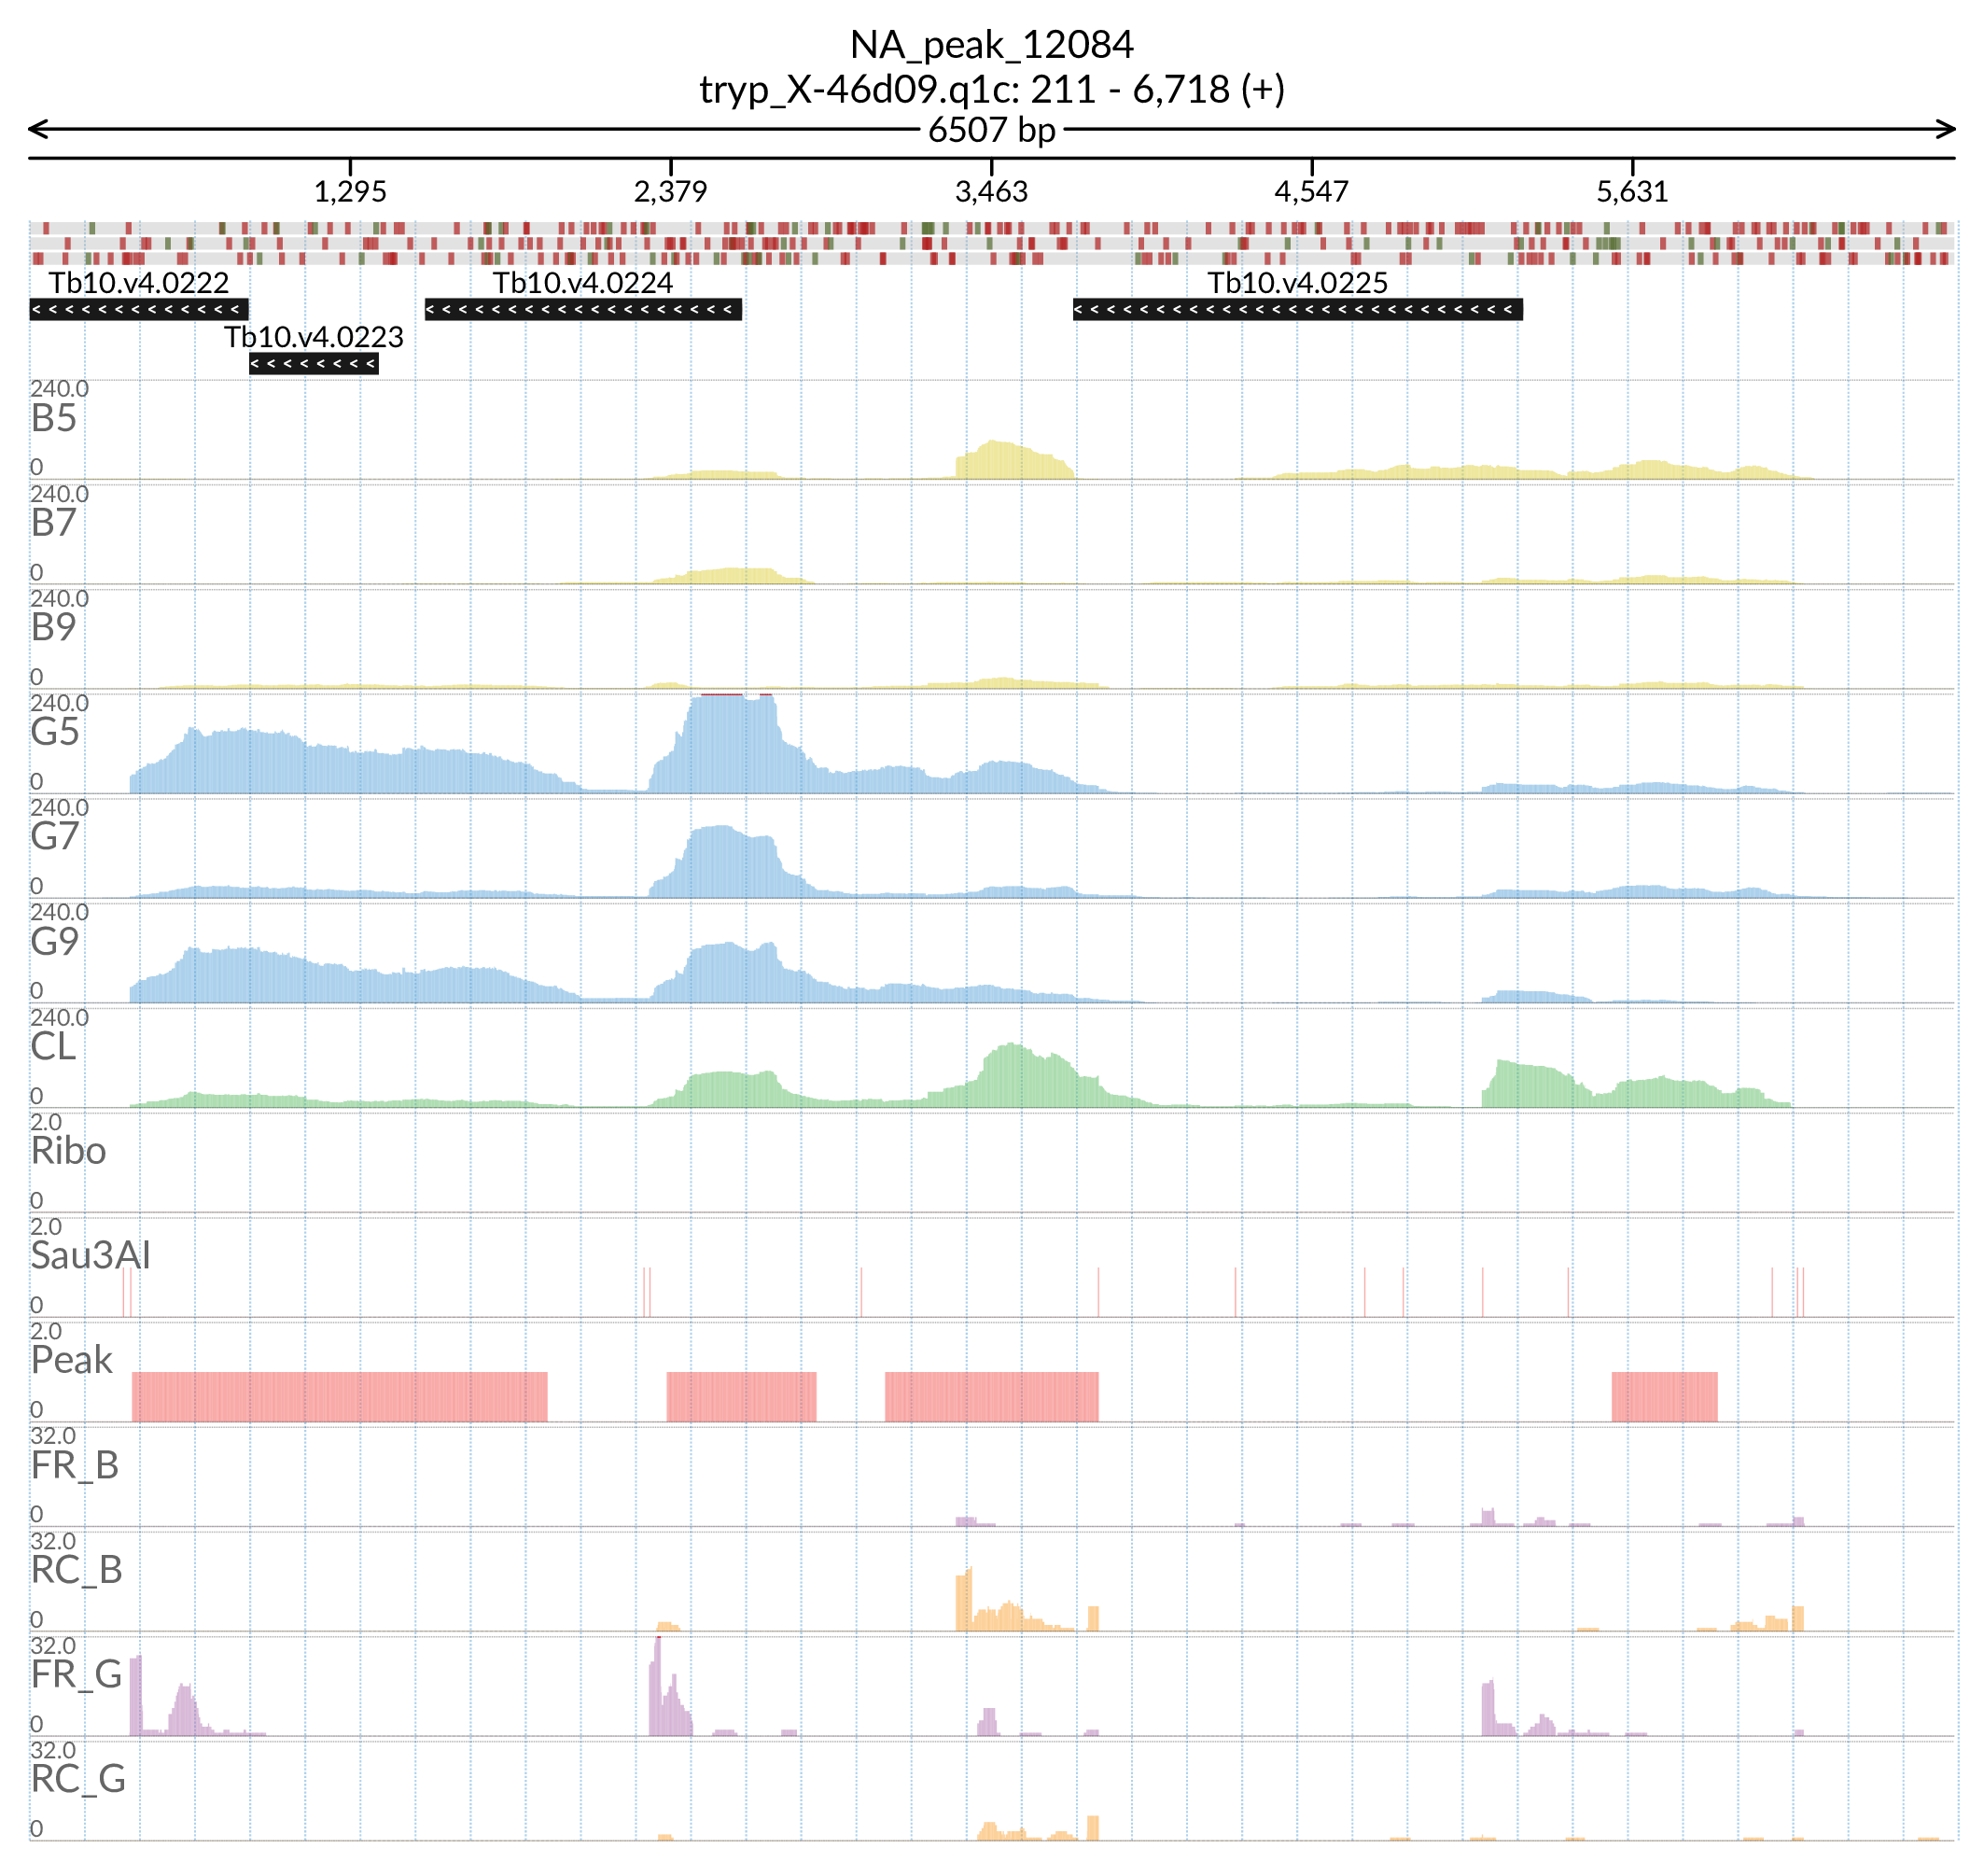 NA_peak_12084
tryp_X-46d09.q1c: 211 - 6,718 (+)
6507 bp
1,295 2,379 3,463 4,547 5,631
Tb10.v4.0222 Tb10.v4.0224 Tb10.v4.0225
Tb10.v4.0223
240.0
B5
0
240.0
B7
0
240.0
B9
0
240.0
G5
0
240.0
G7
0
240.0
G9
0
240.0
CL
0
2.0
Ribo
0
2.0
Sau3AI
0
2.0
Peak
0
32.0
FR_B
0
32.0
RC_B
0
32.0
FR_G
0
32.0
RC_G
0